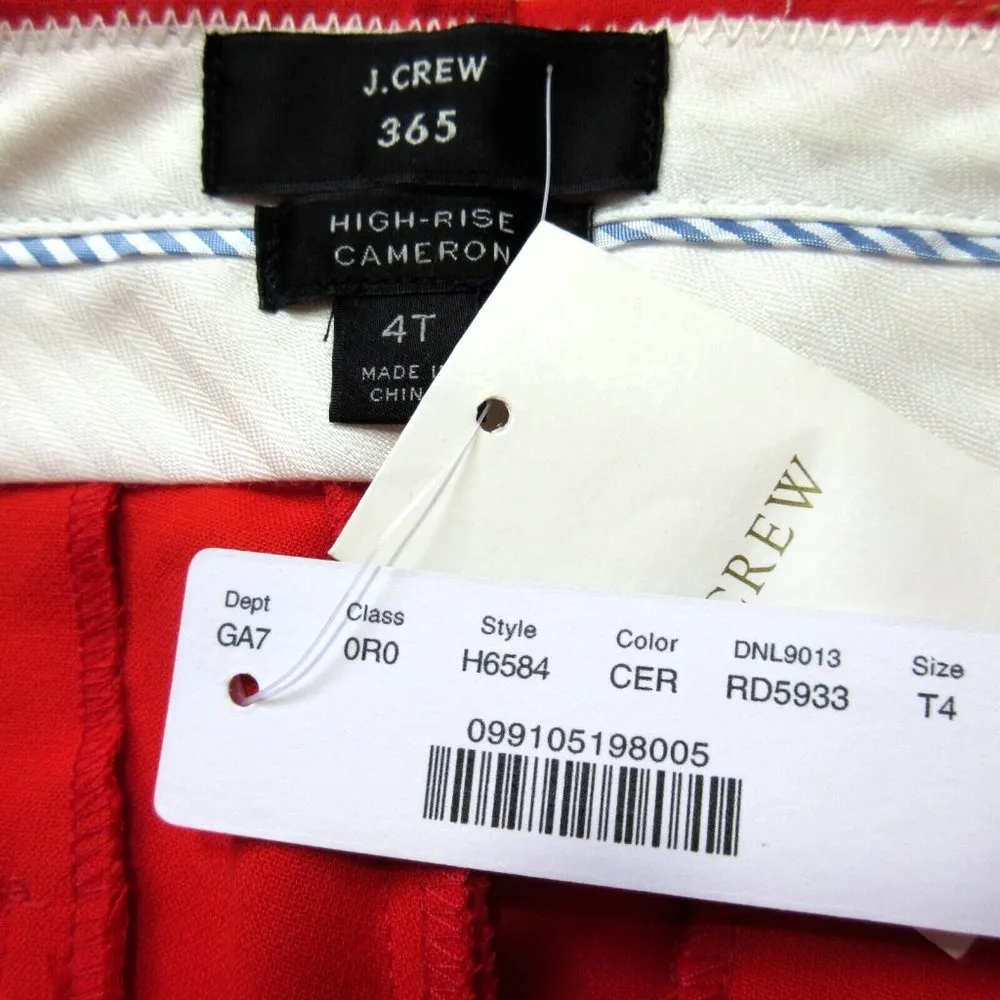 J.CREW
365
HIGH-RISE
CAMERON
4T
MADE I
CHIN
CREW
Dept Class Style Color DNL9013 Size
GA7 0R0 H6584 CER RD5933 T4
099105198005